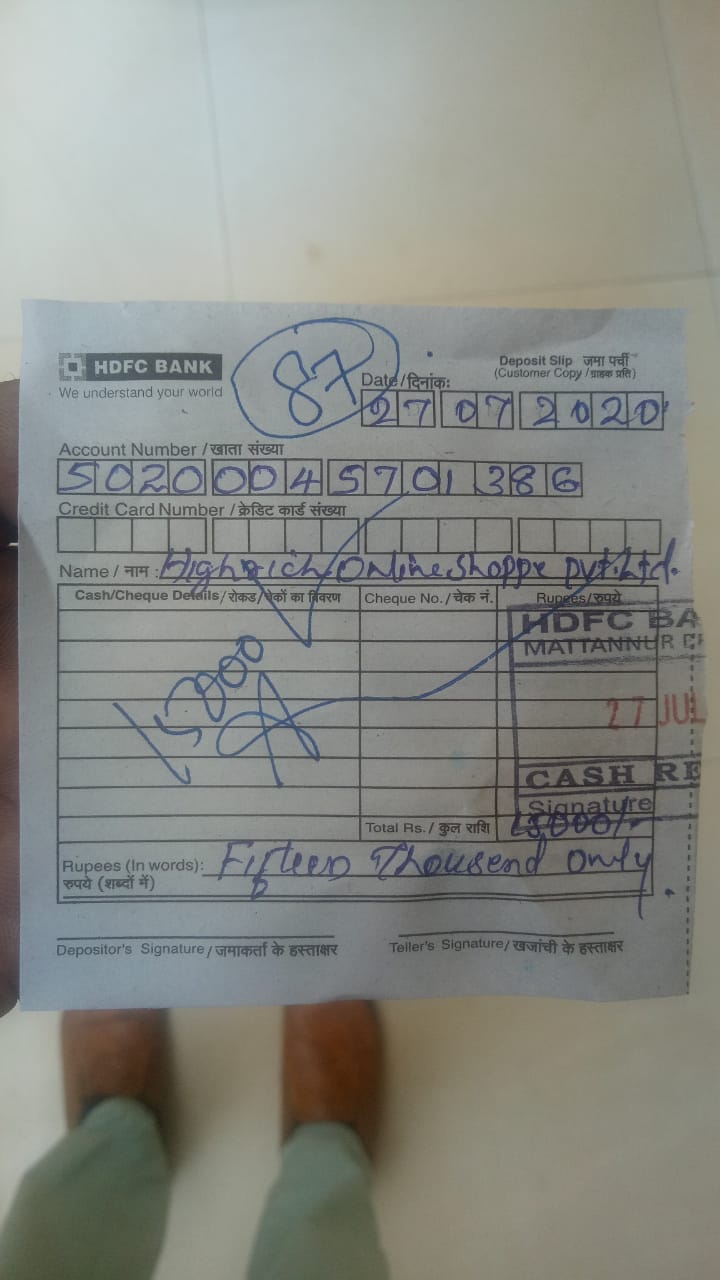 HDFC BANK
We understand your world
87
Deposit Slip जमा पर्ची
(Customer Copy / ग्राहक प्रति)
Date / दिनांक:
27 07 2020
Account Number / खाता संख्या
50200045701386
Credit Card Number / क्रेडिट कार्ड संख्या
Name / नाम : Highrich Online Shoppe Pvt. Ltd.
Cash/Cheque Details / रोकड़/चेकों का विवरण Cheque No. / चेक नं. Rupees/रुपये
HDFC BA
MATTANNUR
15000
27 JUL
CASH RE
Signature
Total Rs. / कुल राशि 15,000/-
Rupees (In words): Fifteen Thousend only
रुपये (शब्दों में)
Depositor's Signature / जमाकर्ता के हस्ताक्षर Teller's Signature / खजांची के हस्ताक्षर